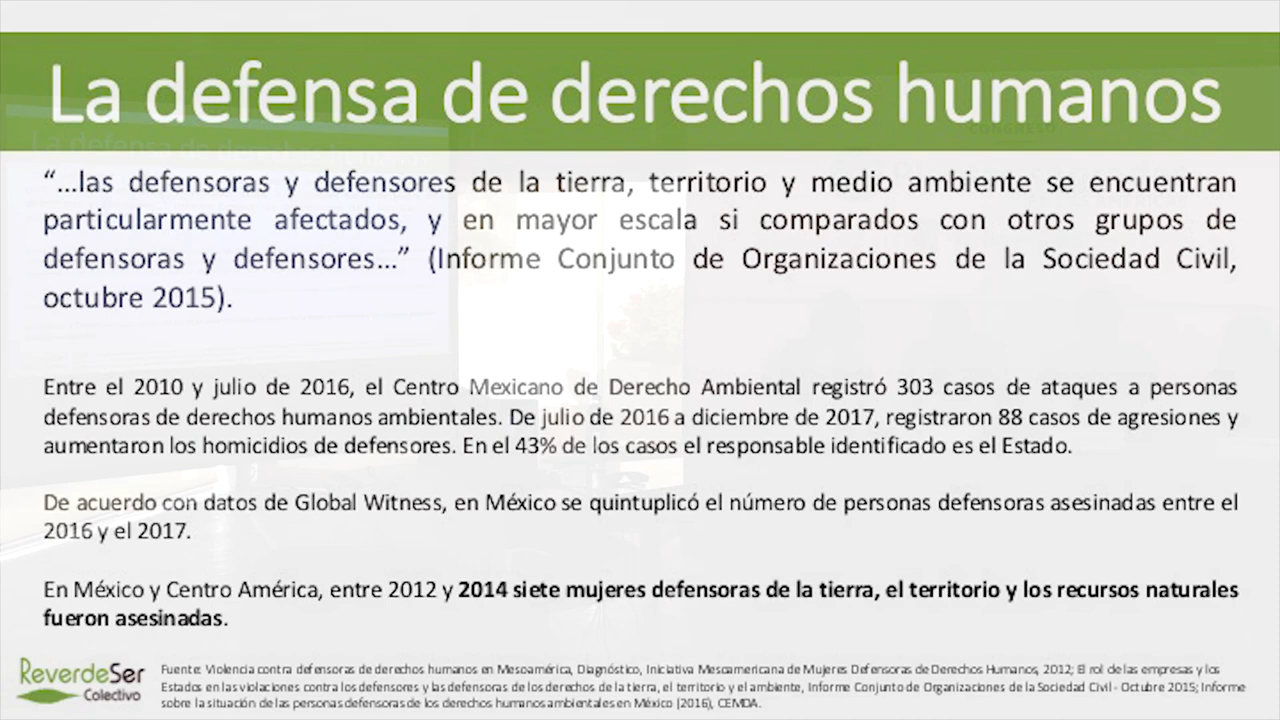 La defensa de derechos humanos
“...las defensoras y defensores de la tierra, territorio y medio ambiente se encuentran
particularmente afectados, y en mayor escala si comparados con otros grupos de
defensoras y defensores...” (Informe Conjunto de Organizaciones de la Sociedad Civil,
octubre 2015).
Entre el 2010 y julio de 2016, el Centro Mexicano de Derecho Ambiental registró 303 casos de ataques a personas
defensoras de derechos humanos ambientales. De julio de 2016 a diciembre de 2017, registraron 88 casos de agresiones y
aumentaron los homicidios de defensores. En el 43% de los casos el responsable identificado es el Estado.
De acuerdo con datos de Global Witness, en México se quintuplicó el número de personas defensoras asesinadas entre el
2016 y el 2017.
En México y Centro América, entre 2012 y 2014 siete mujeres defensoras de la tierra, el territorio y los recursos naturales
fueron asesinadas.
ReverdeSer
Colectivo
Fuente: Violencia contra defensoras de derechos humanos en Mesoamérica, Diagnóstico, Iniciativa Mesoamericana de Mujeres Defensoras de Derechos Humanos, 2012; El rol de las empresas y los
Estados en las violaciones contra los defensores y las defensoras de los derechos de la tierra, el territorio y el ambiente, Informe Conjunto de Organizaciones de la Sociedad Civil - Octubre 2015; Informe
sobre la situación de las personas defensoras de los derechos humanos ambientales en México (2016), CEMDA.